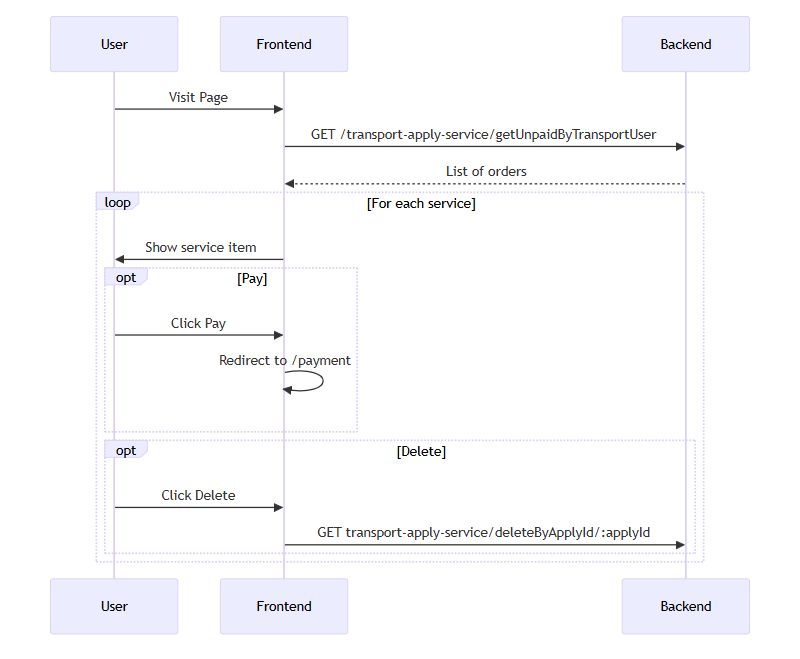 User
Frontend
Backend
Visit Page
GET /transport-apply-service/getUnpaidByTransportUser
List of orders
loop
[For each service]
Show service item
opt
[Pay]
Click Pay
Redirect to /payment
opt
[Delete]
Click Delete
GET transport-apply-service/deleteByApplyId/:applyId
User
Frontend
Backend